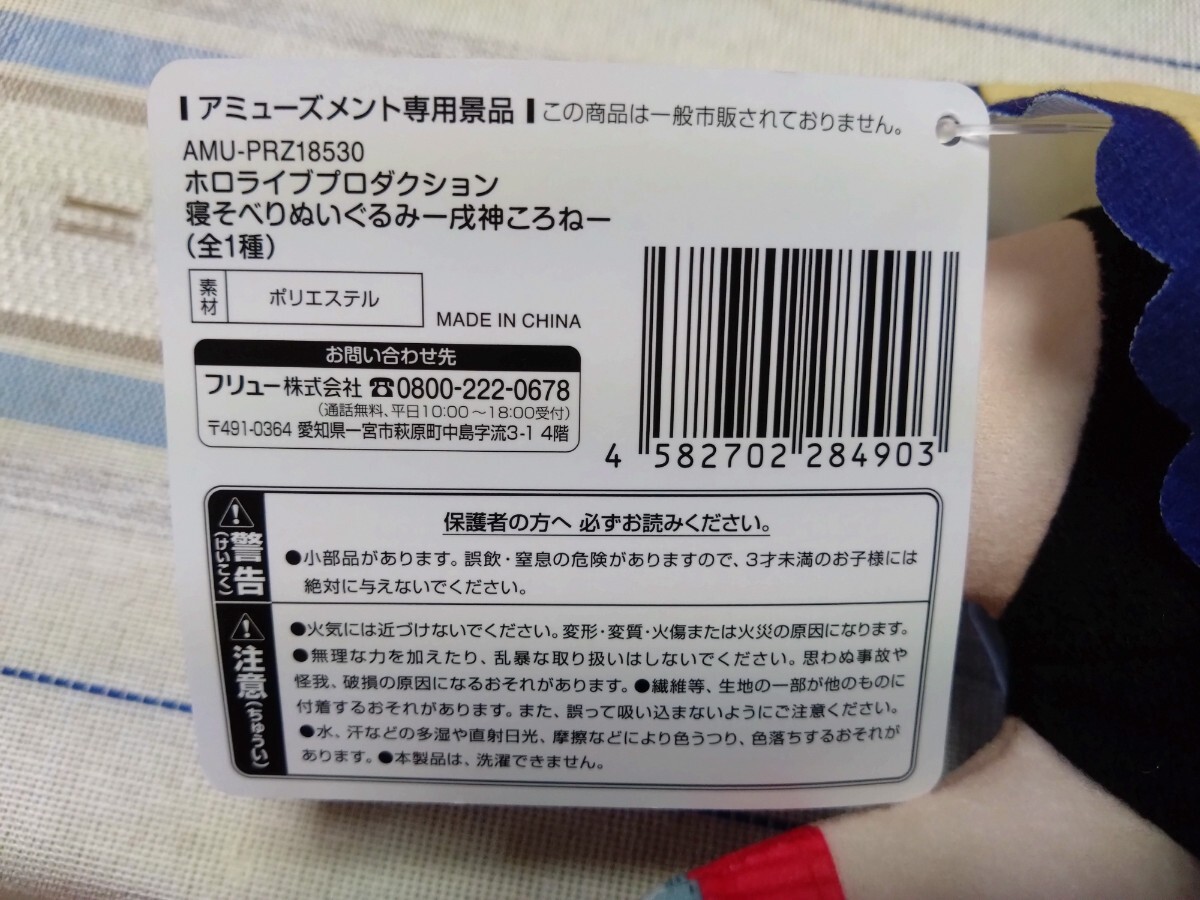 アミューズメント専用景品 この商品は一般市販されておりません。
AMU-PRZ18530
ホロライブプロダクション
寝そべりぬいぐるみー戌神ころねー
(全1種)
素材 ポリエステル
MADE IN CHINA
お問い合わせ先
フリュー株式会社 ☎0800-222-0678
(通話無料、平日10:00～18:00受付)
〒491-0364 愛知県一宮市萩原町中島字流3-1 4階
4 582702 284903
警告(けいこく)
保護者の方へ 必ずお読みください。
●小部品があります。誤飲・窒息の危険がありますので、3才未満のお子様には
絶対に与えないでください。
注意(ちゅうい)
●火気には近づけないでください。変形・変質・火傷または火災の原因になります。
●無理な力を加えたり、乱暴な取り扱いはしないでください。思わぬ事故や
怪我、破損の原因になるおそれがあります。●繊維等、生地の一部が他のものに
付着するおそれがあります。また、誤って吸い込まないようにご注意ください。
●水、汗などの多湿や直射日光、摩擦などにより色うつり、色落ちするおそれが
あります。●本製品は、洗濯できません。